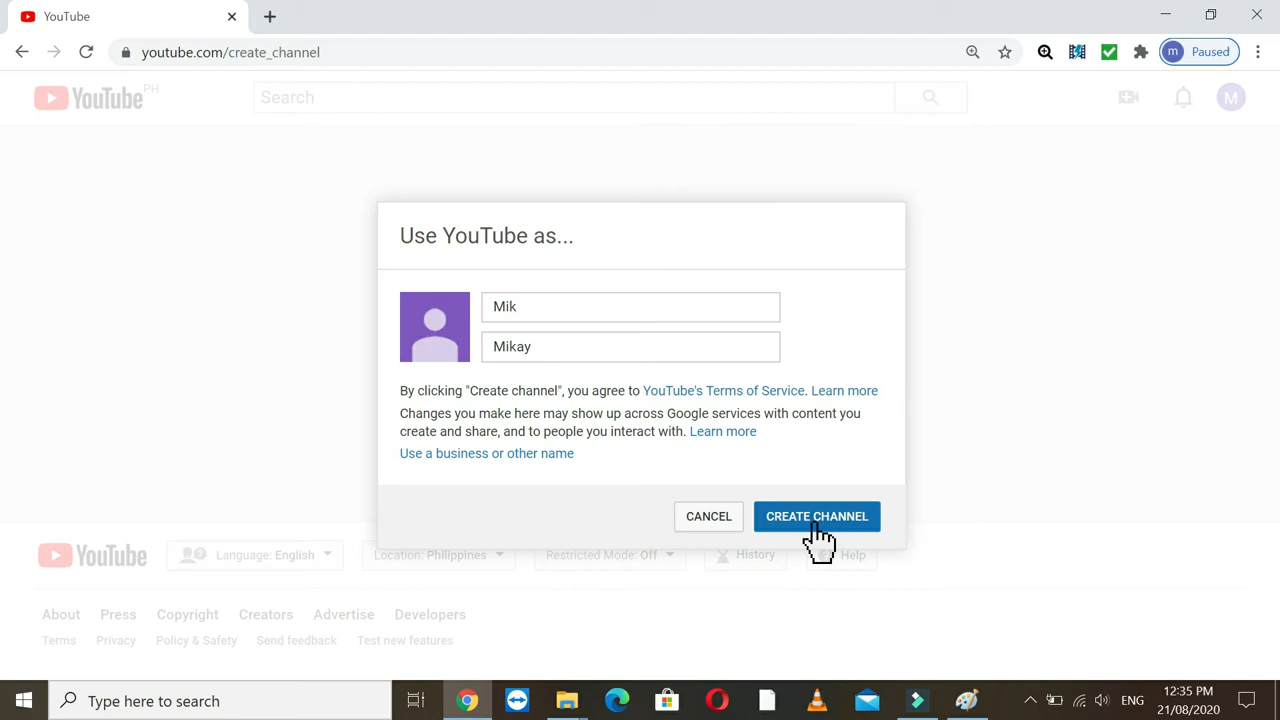 YouTube
youtube.com/create_channel
m Paused
YouTube PH
Search
M
Use YouTube as...
Mik
Mikay
By clicking "Create channel", you agree to YouTube's Terms of Service. Learn more
Changes you make here may show up across Google services with content you
create and share, and to people you interact with. Learn more
Use a business or other name
CANCEL CREATE CHANNEL
YouTube Language: English Location: Philippines Restricted Mode: Off History Help
About Press Copyright Creators Advertise Developers
Terms Privacy Policy & Safety Send feedback Test new features
Type here to search
ENG
12:35 PM
21/08/2020